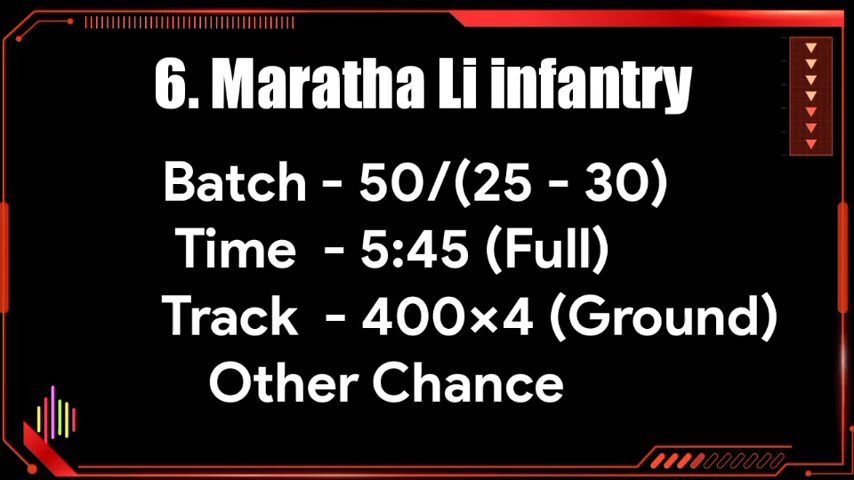 6. Maratha Li infantry
Batch - 50/(25 - 30)
Time - 5:45 (Full)
Track - 400×4 (Ground)
Other Chance